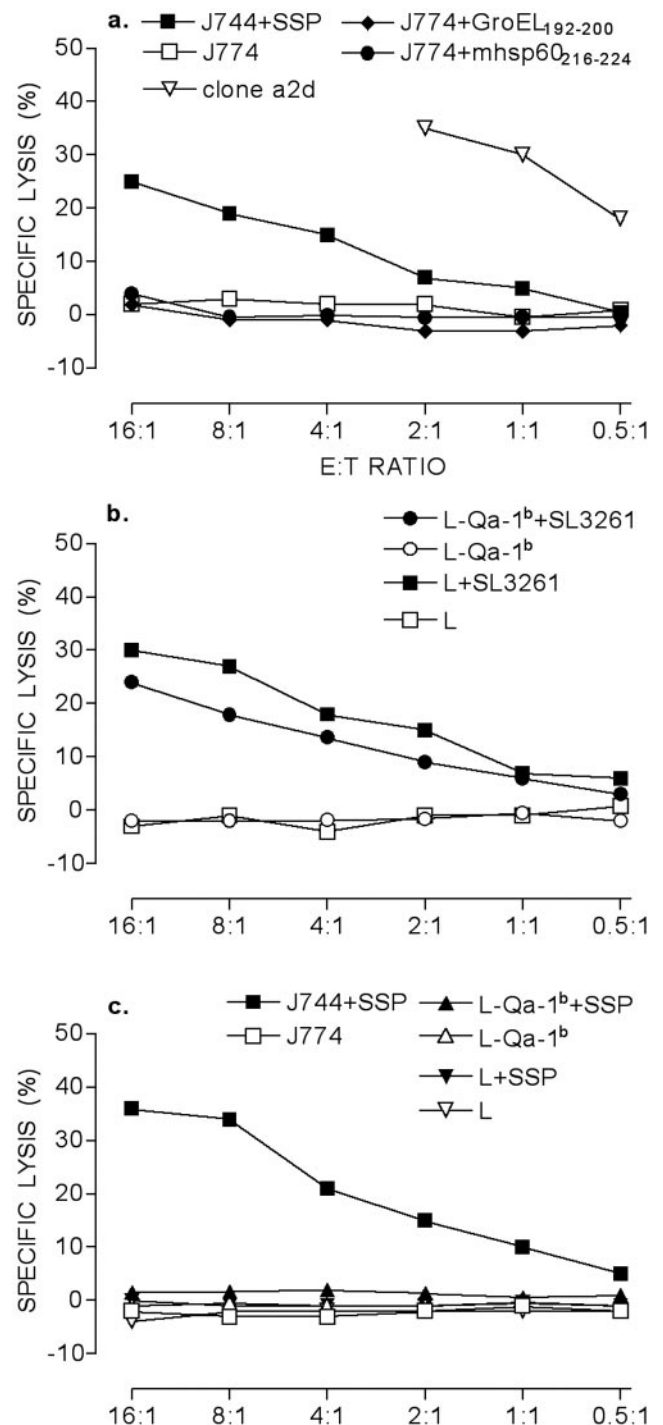 a.
J744+SSP
J774+GroEL192-200
J774
J774+mhsp60216-224
clone a2d
SPECIFIC LYSIS (%)
50
40
30
20
10
0
-10
16:1 8:1 4:1 2:1 1:1 0.5:1
E:T RATIO
b.
L-Qa-1b+SL3261
L-Qa-1b
L+SL3261
L
SPECIFIC LYSIS (%)
50
40
30
20
10
0
-10
16:1 8:1 4:1 2:1 1:1 0.5:1
c.
J744+SSP
L-Qa-1b+SSP
J774
L-Qa-1b
L+SSP
L
SPECIFIC LYSIS (%)
50
40
30
20
10
0
-10
16:1 8:1 4:1 2:1 1:1 0.5:1